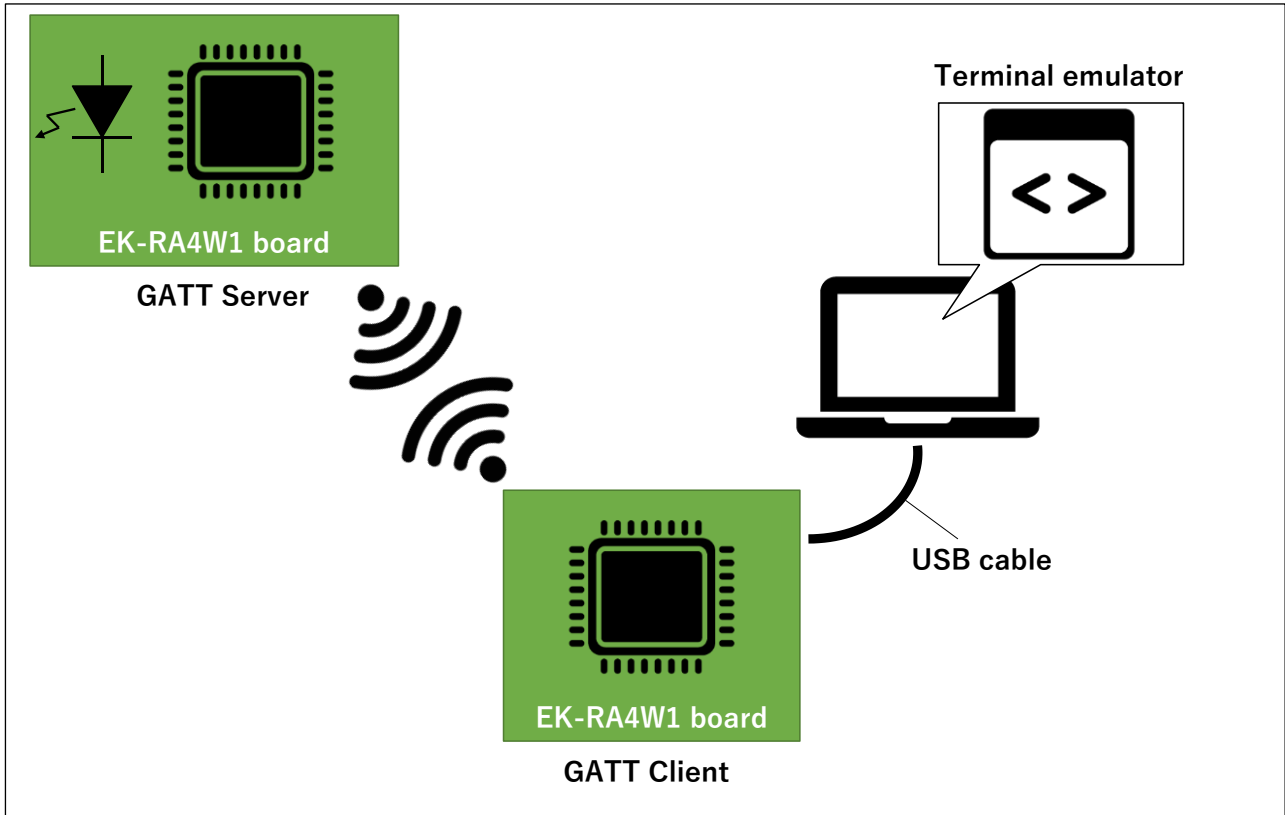 Terminal emulator
< >
EK-RA4W1 board
GATT Server
USB cable
EK-RA4W1 board
GATT Client